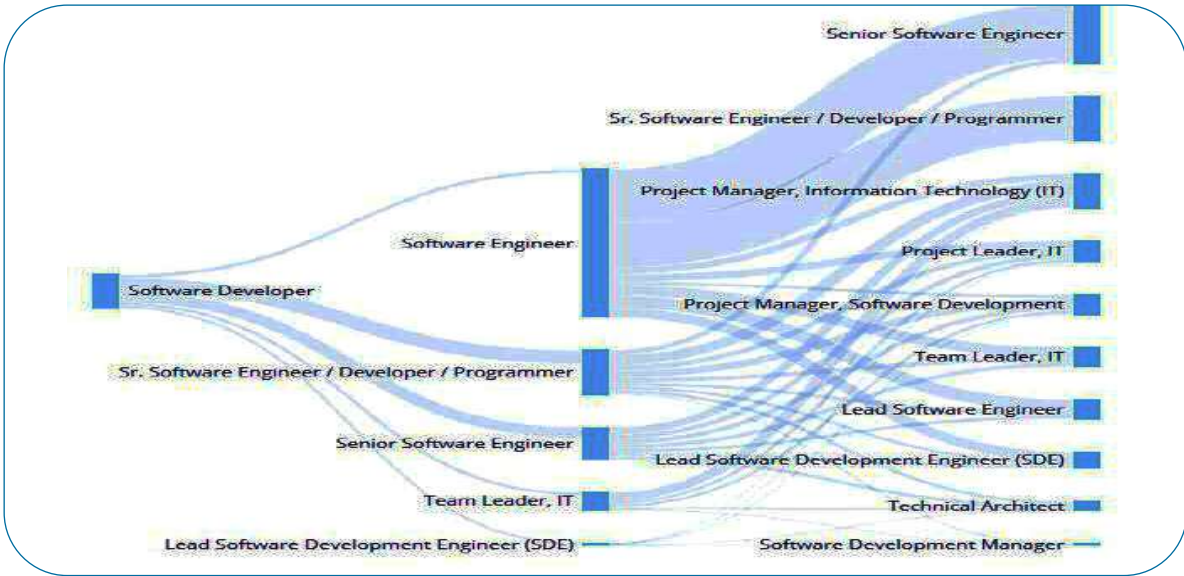 Software Developer
Software Engineer
Sr. Software Engineer / Developer / Programmer
Senior Software Engineer
Team Leader, IT
Lead Software Development Engineer (SDE)
Senior Software Engineer
Sr. Software Engineer / Developer / Programmer
Project Manager, Information Technology (IT)
Project Leader, IT
Project Manager, Software Development
Team Leader, IT
Lead Software Engineer
Lead Software Development Engineer (SDE)
Technical Architect
Software Development Manager